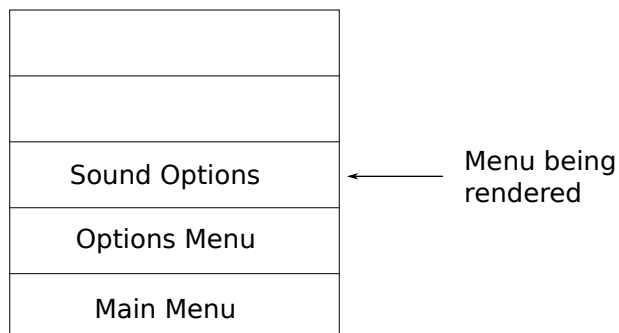 Sound Options
Menu being
rendered
Options Menu
Main Menu